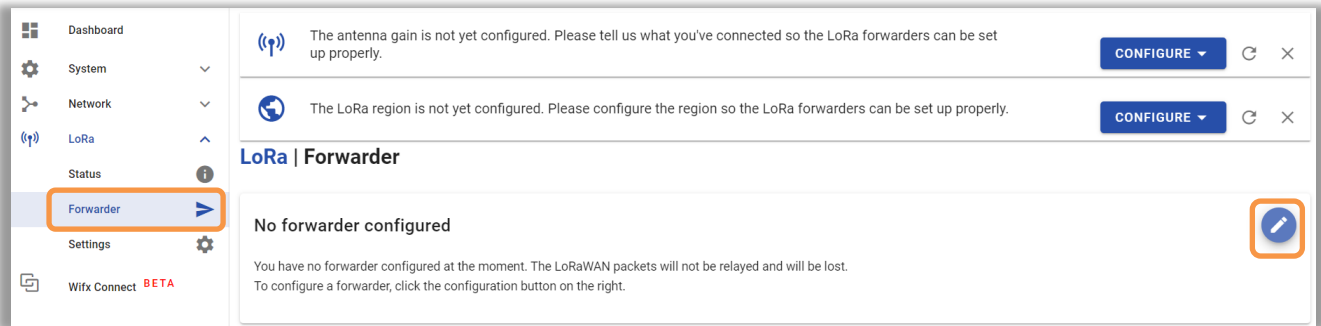 Dashboard
System
Network
LoRa
Status
Forwarder
Settings
Wifx Connect BETA
The antenna gain is not yet configured. Please tell us what you've connected so the LoRa forwarders can be set
up properly.
CONFIGURE
The LoRa region is not yet configured. Please configure the region so the LoRa forwarders can be set up properly.
CONFIGURE
LoRa | Forwarder
No forwarder configured
You have no forwarder configured at the moment. The LoRaWAN packets will not be relayed and will be lost.
To configure a forwarder, click the configuration button on the right.